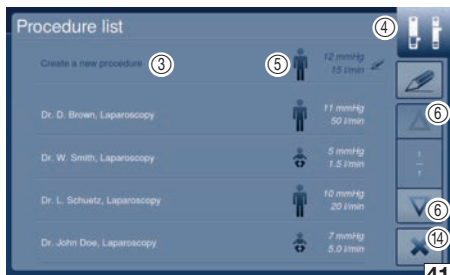 Procedure list
④
Create a new procedure ③ ⑤ 12 mmHg
15 l/min
⑥
Dr. D. Brown, Laparoscopy 11 mmHg
50 l/min
Dr. W. Smith, Laparoscopy 5 mmHg
1.5 l/min
1
1
Dr. L. Schuetz, Laparoscopy 10 mmHg
20 l/min
⑥
Dr. John Doe, Laparoscopy 7 mmHg
5.0 l/min
⑭
41